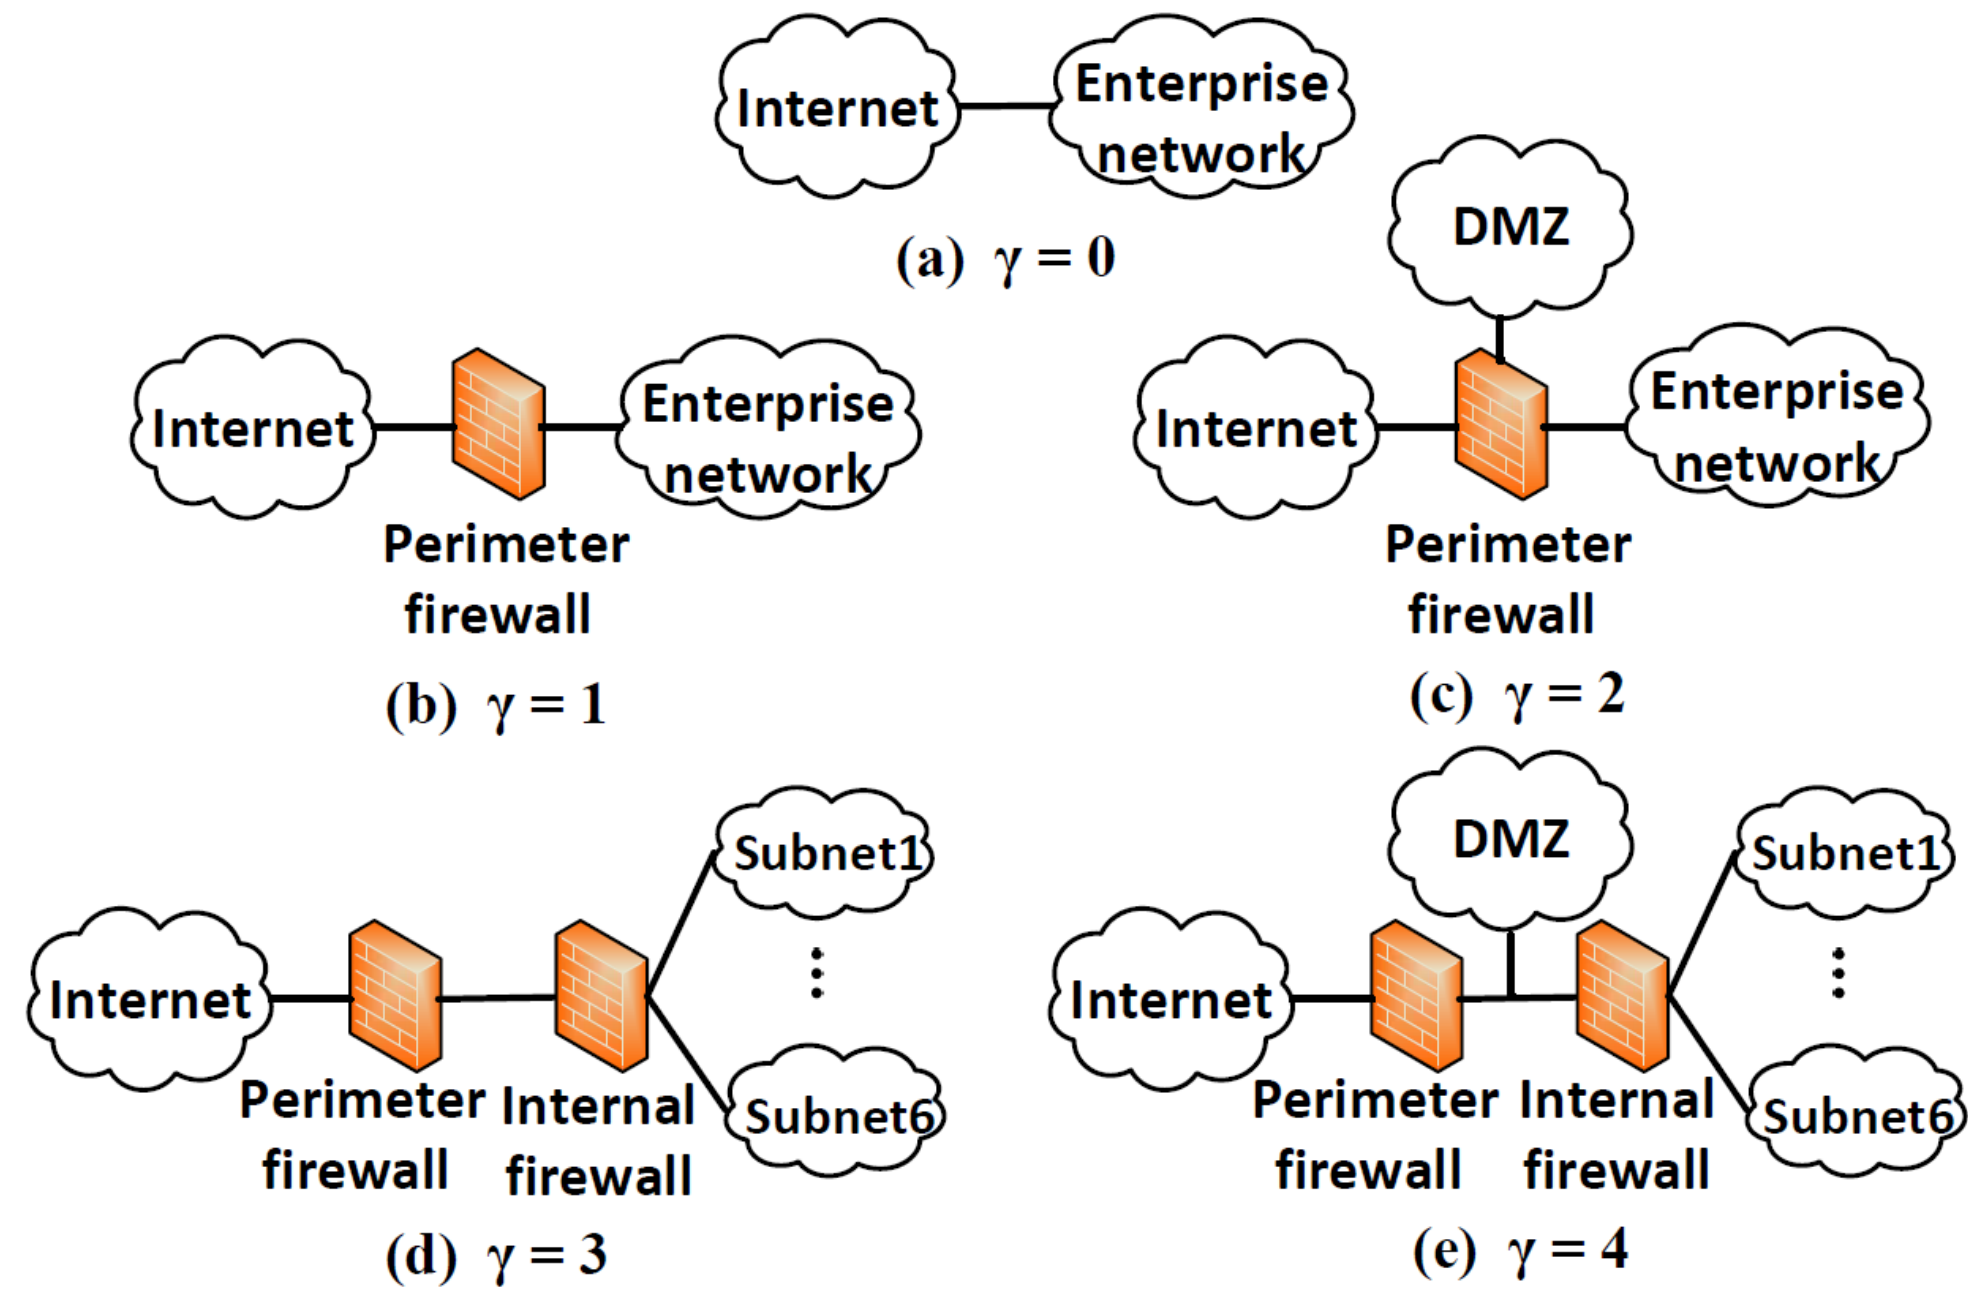 Internet
Enterprise
network
(a) γ = 0
Internet
Enterprise
network
Perimeter
firewall
(b) γ = 1
DMZ
Internet
Enterprise
network
Perimeter
firewall
(c) γ = 2
Internet
Subnet1
Subnet6
Perimeter
firewall
Internal
firewall
(d) γ = 3
DMZ
Internet
Subnet1
Subnet6
Perimeter
firewall
Internal
firewall
(e) γ = 4